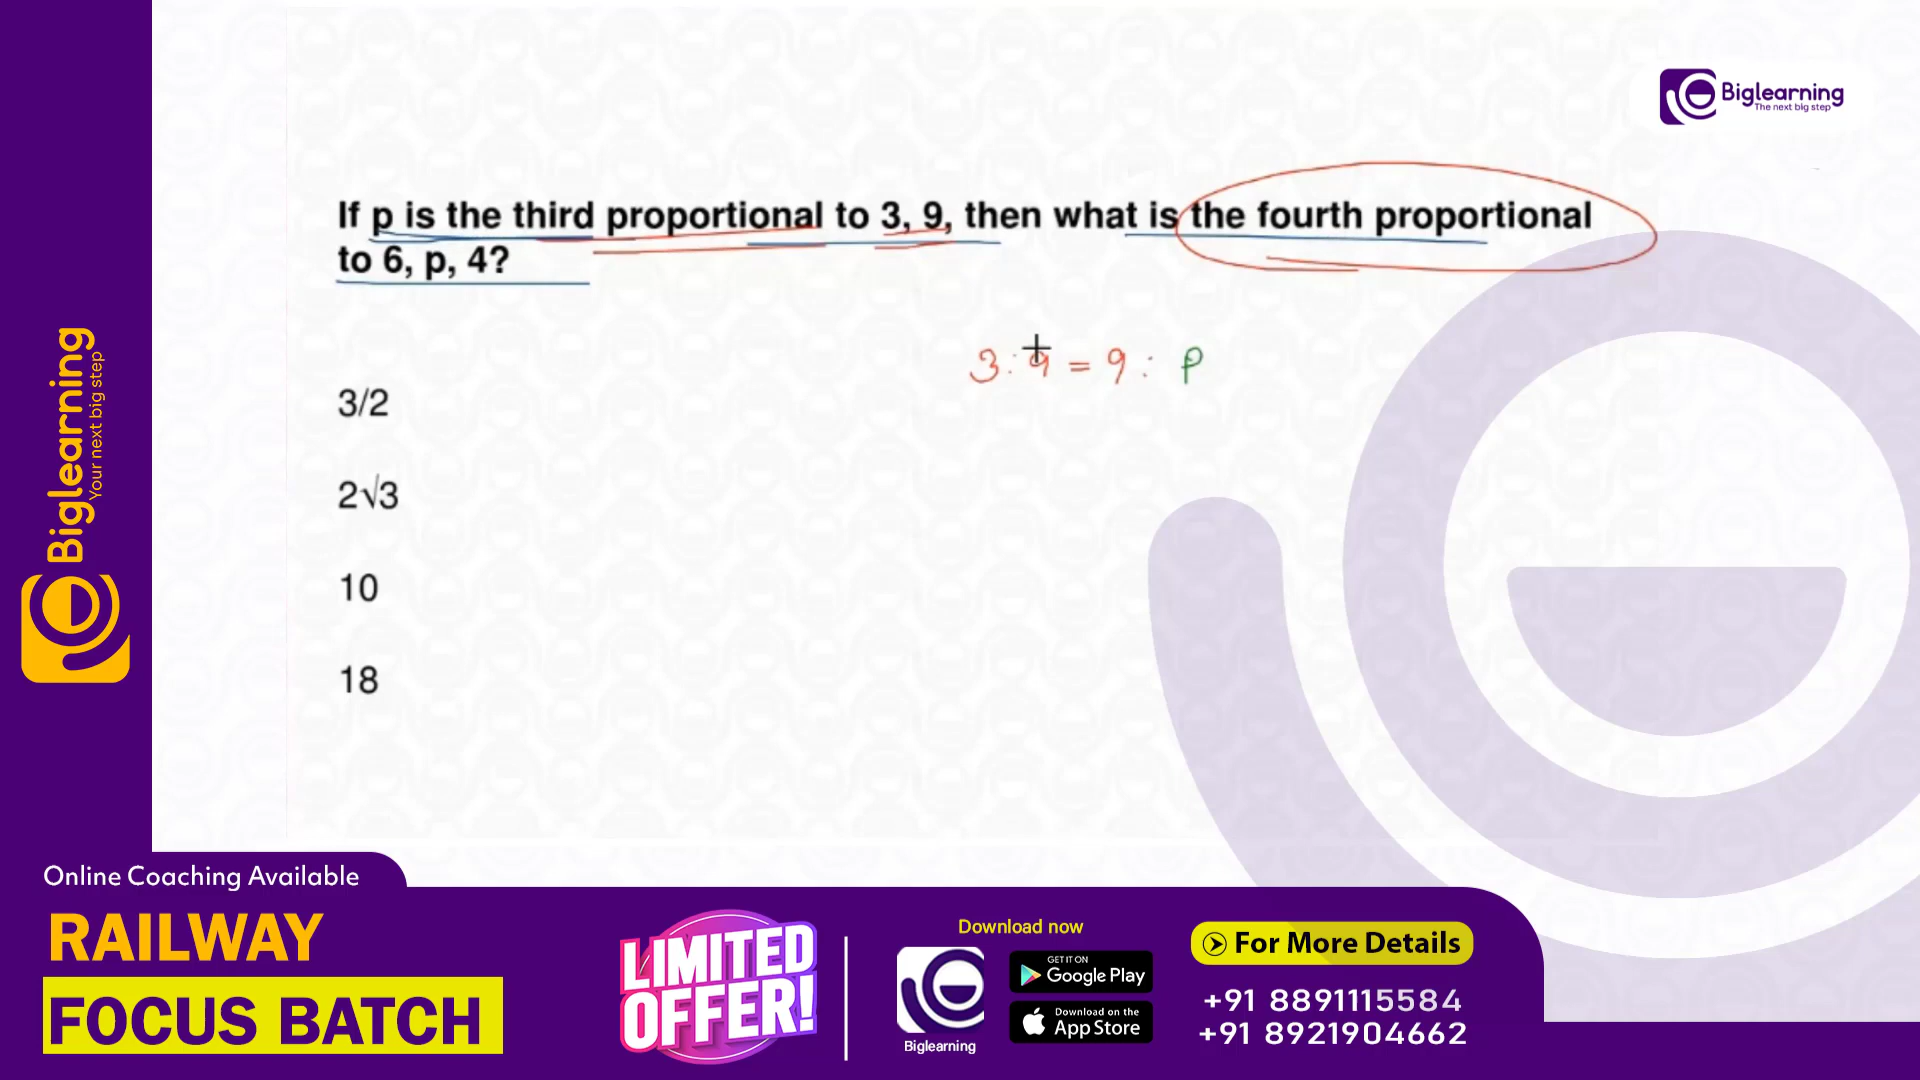 Biglearning
The next big step
If p is the third proportional to 3, 9, then what is the fourth proportional
to 6, p, 4?
3 : 9 = 9 : p
3/2
2√3
10
18
Biglearning
Your next big step
Online Coaching Available
RAILWAY
FOCUS BATCH
LIMITED
OFFER!
Download now
Biglearning
GET IT ON
Google Play
Download on the
App Store
For More Details
+91 8891115584
+91 8921904662